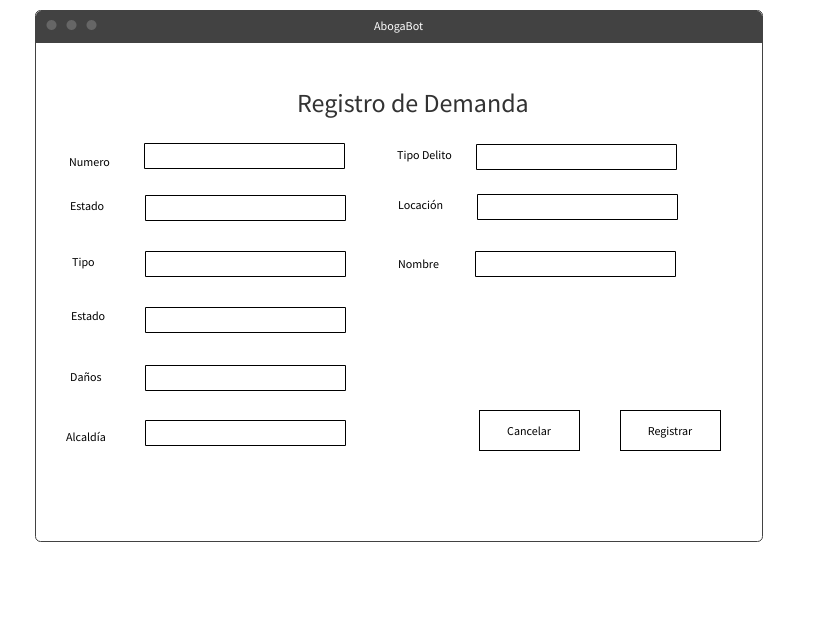 AbogaBot
Registro de Demanda
Numero
Tipo Delito
Estado
Locación
Tipo
Nombre
Estado
Daños
Alcaldía
Cancelar
Registrar